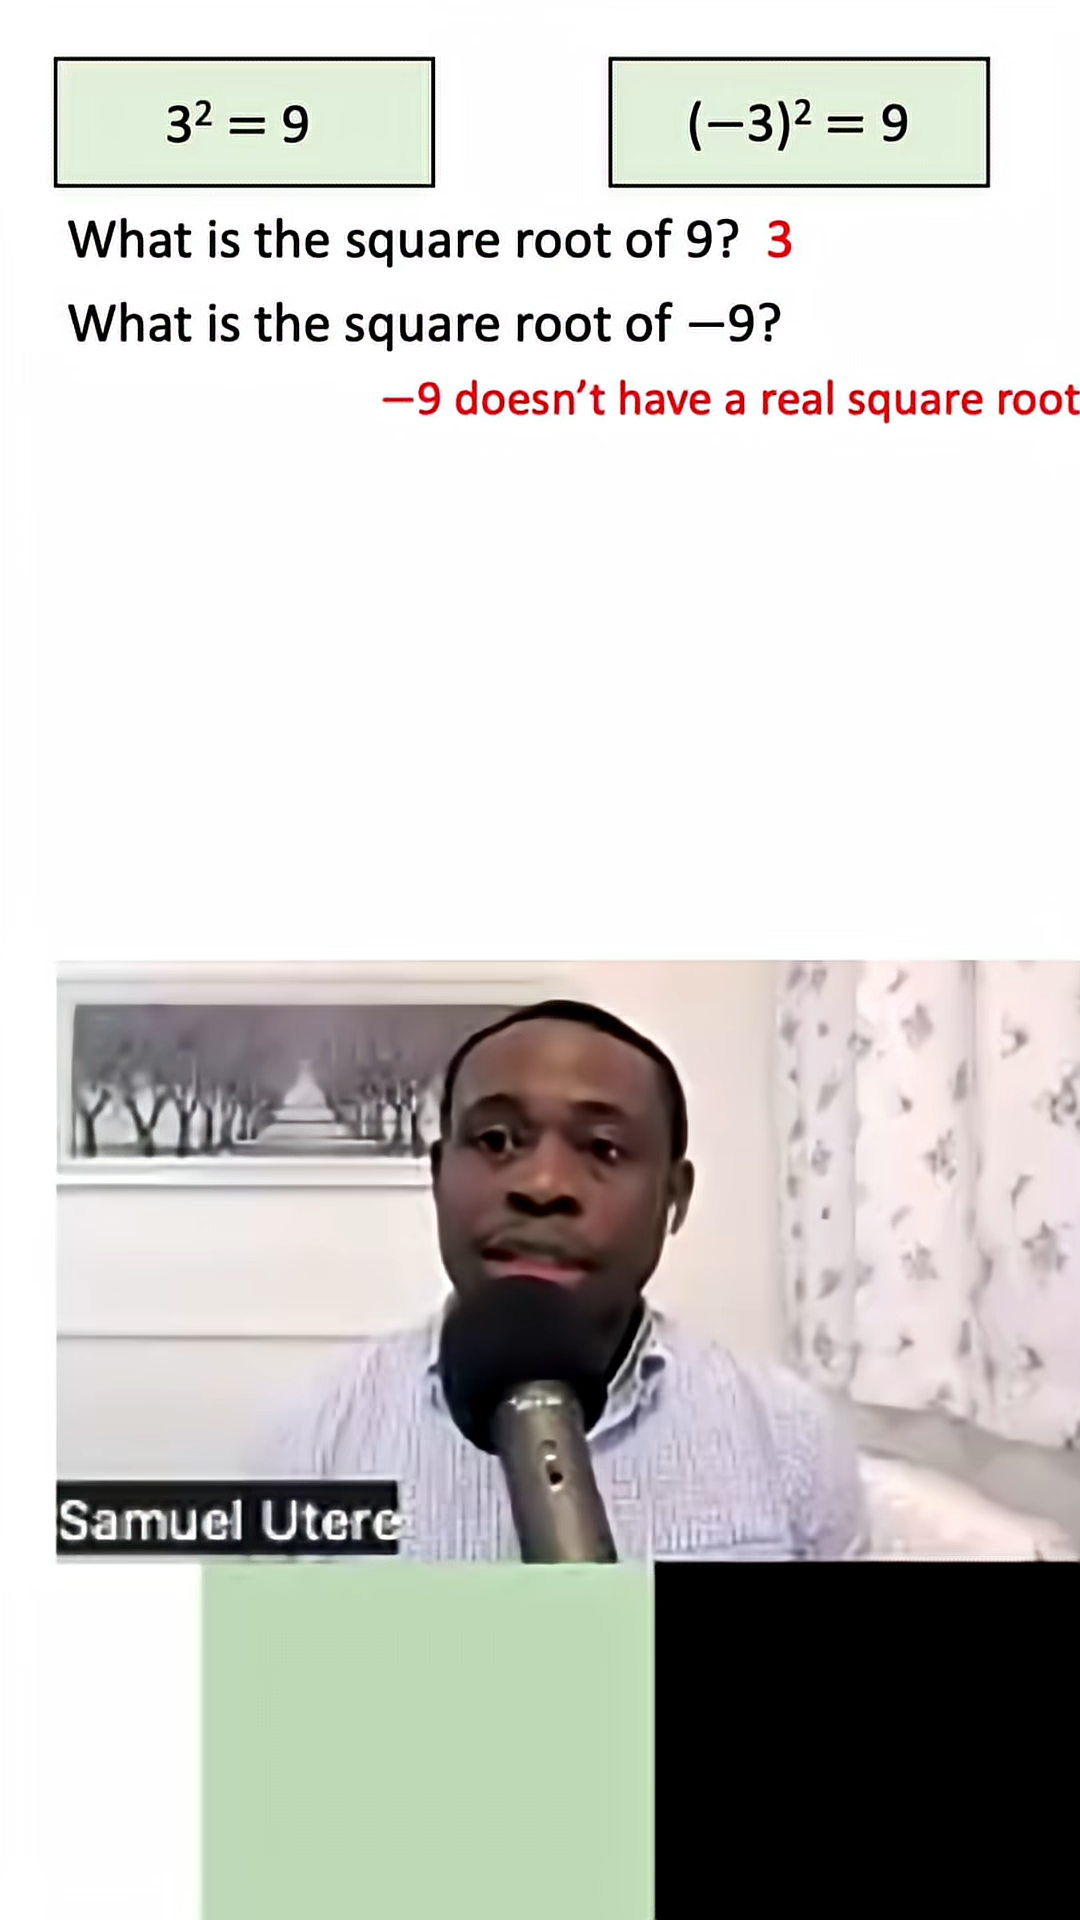 3² = 9
(−3)² = 9
What is the square root of 9? 3
What is the square root of −9?
−9 doesn't have a real square root
Samuel Utere